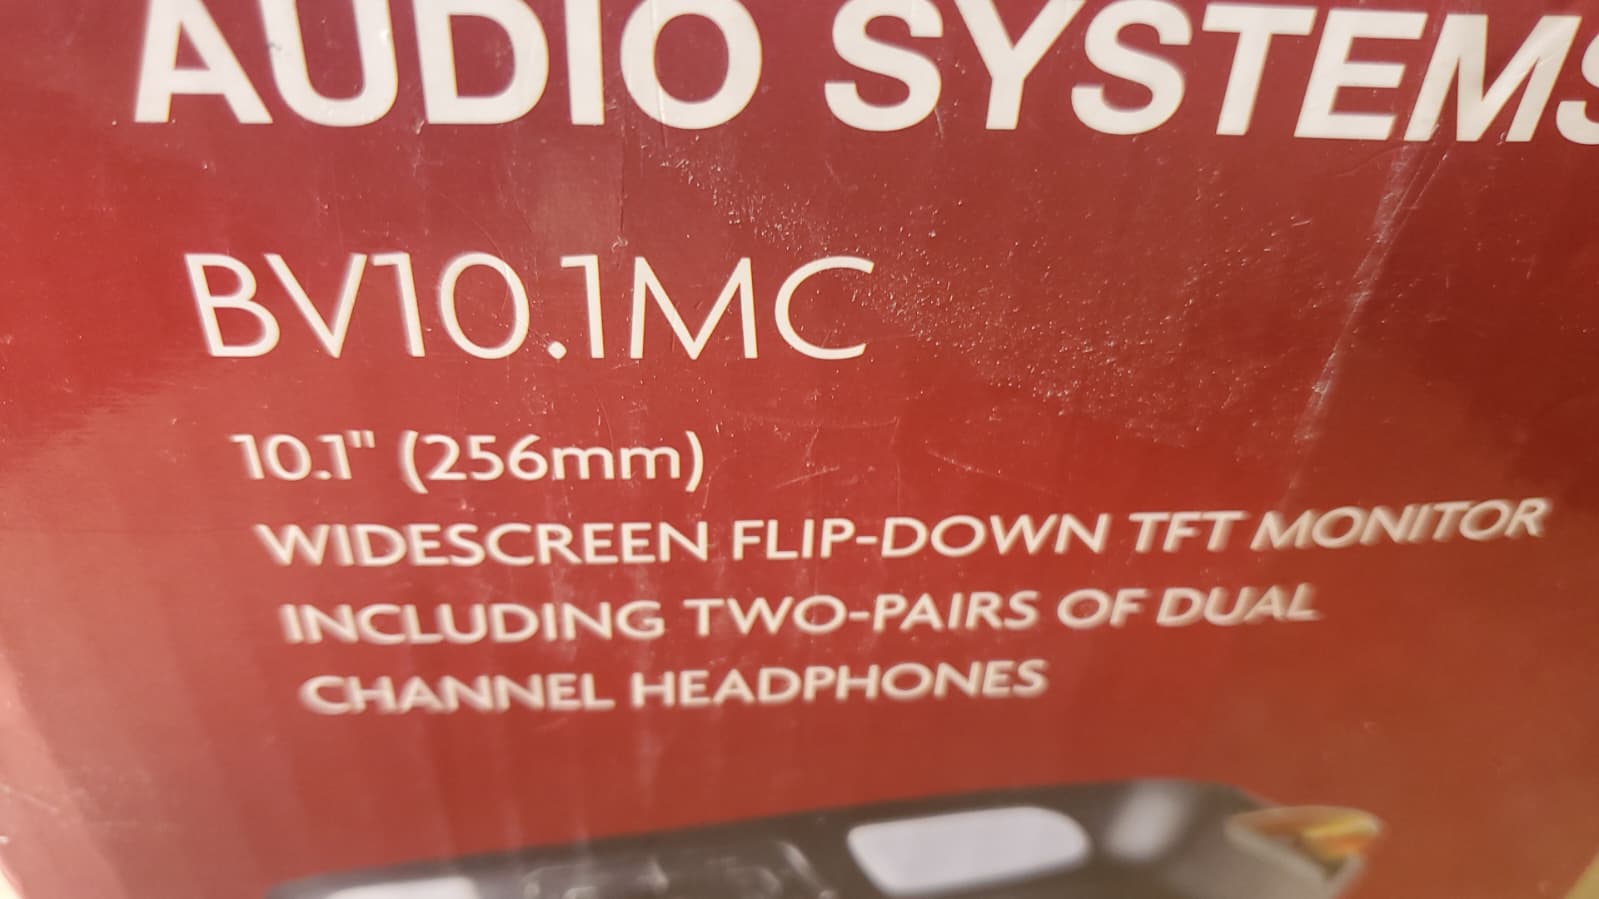 AUDIO SYSTEMS
BV10.1MC
10.1" (256mm)
WIDESCREEN FLIP-DOWN TFT MONITOR
INCLUDING TWO-PAIRS OF DUAL
CHANNEL HEADPHONES